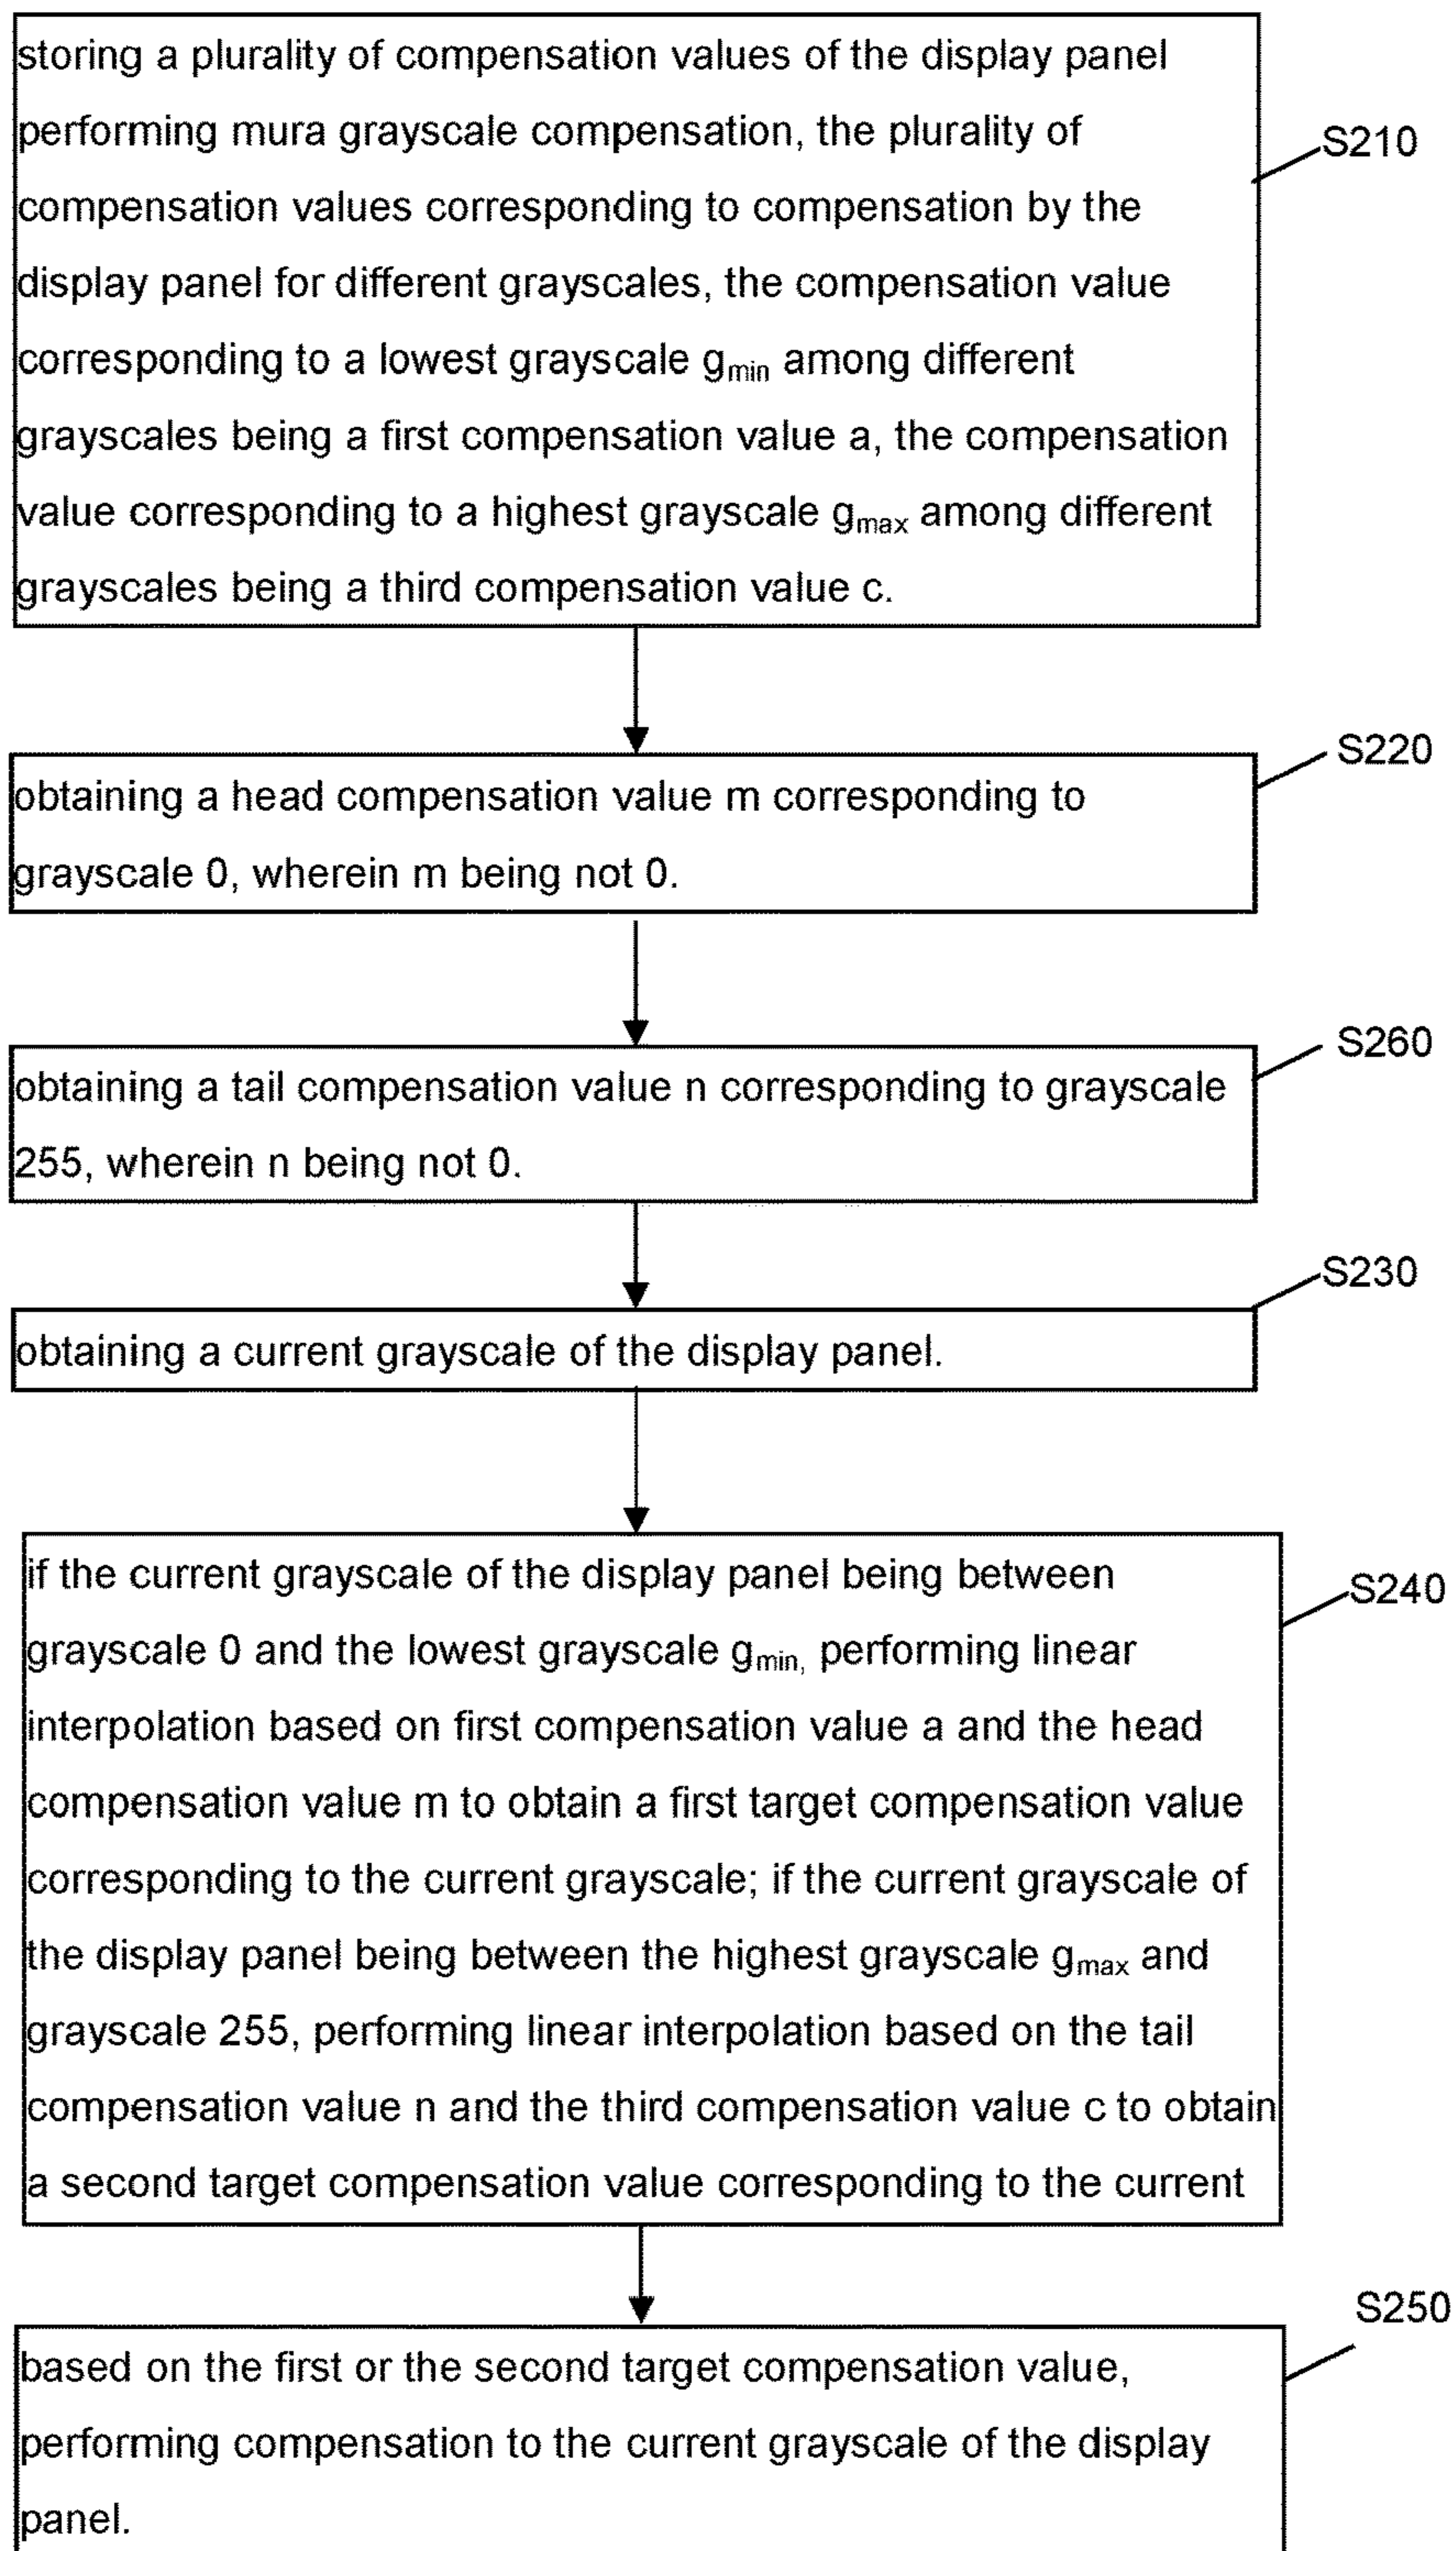 storing a plurality of compensation values of the display panel
performing mura grayscale compensation, the plurality of
S210
compensation values corresponding to compensation by the
display panel for different grayscales, the compensation value
corresponding to a lowest grayscale gmin among different
grayscales being a first compensation value a, the compensation
value corresponding to a highest grayscale gmax among different
grayscales being a third compensation value c.
S220
obtaining a head compensation value m corresponding to
grayscale 0, wherein m being not 0.
S260
obtaining a tail compensation value n corresponding to grayscale
255, wherein n being not 0.
S230
obtaining a current grayscale of the display panel.
if the current grayscale of the display panel being between
S240
grayscale 0 and the lowest grayscale gmin, performing linear
interpolation based on first compensation value a and the head
compensation value m to obtain a first target compensation value
corresponding to the current grayscale; if the current grayscale of
the display panel being between the highest grayscale gmax and
grayscale 255, performing linear interpolation based on the tail
compensation value n and the third compensation value c to obtain
a second target compensation value corresponding to the current
S250
based on the first or the second target compensation value,
performing compensation to the current grayscale of the display
panel.